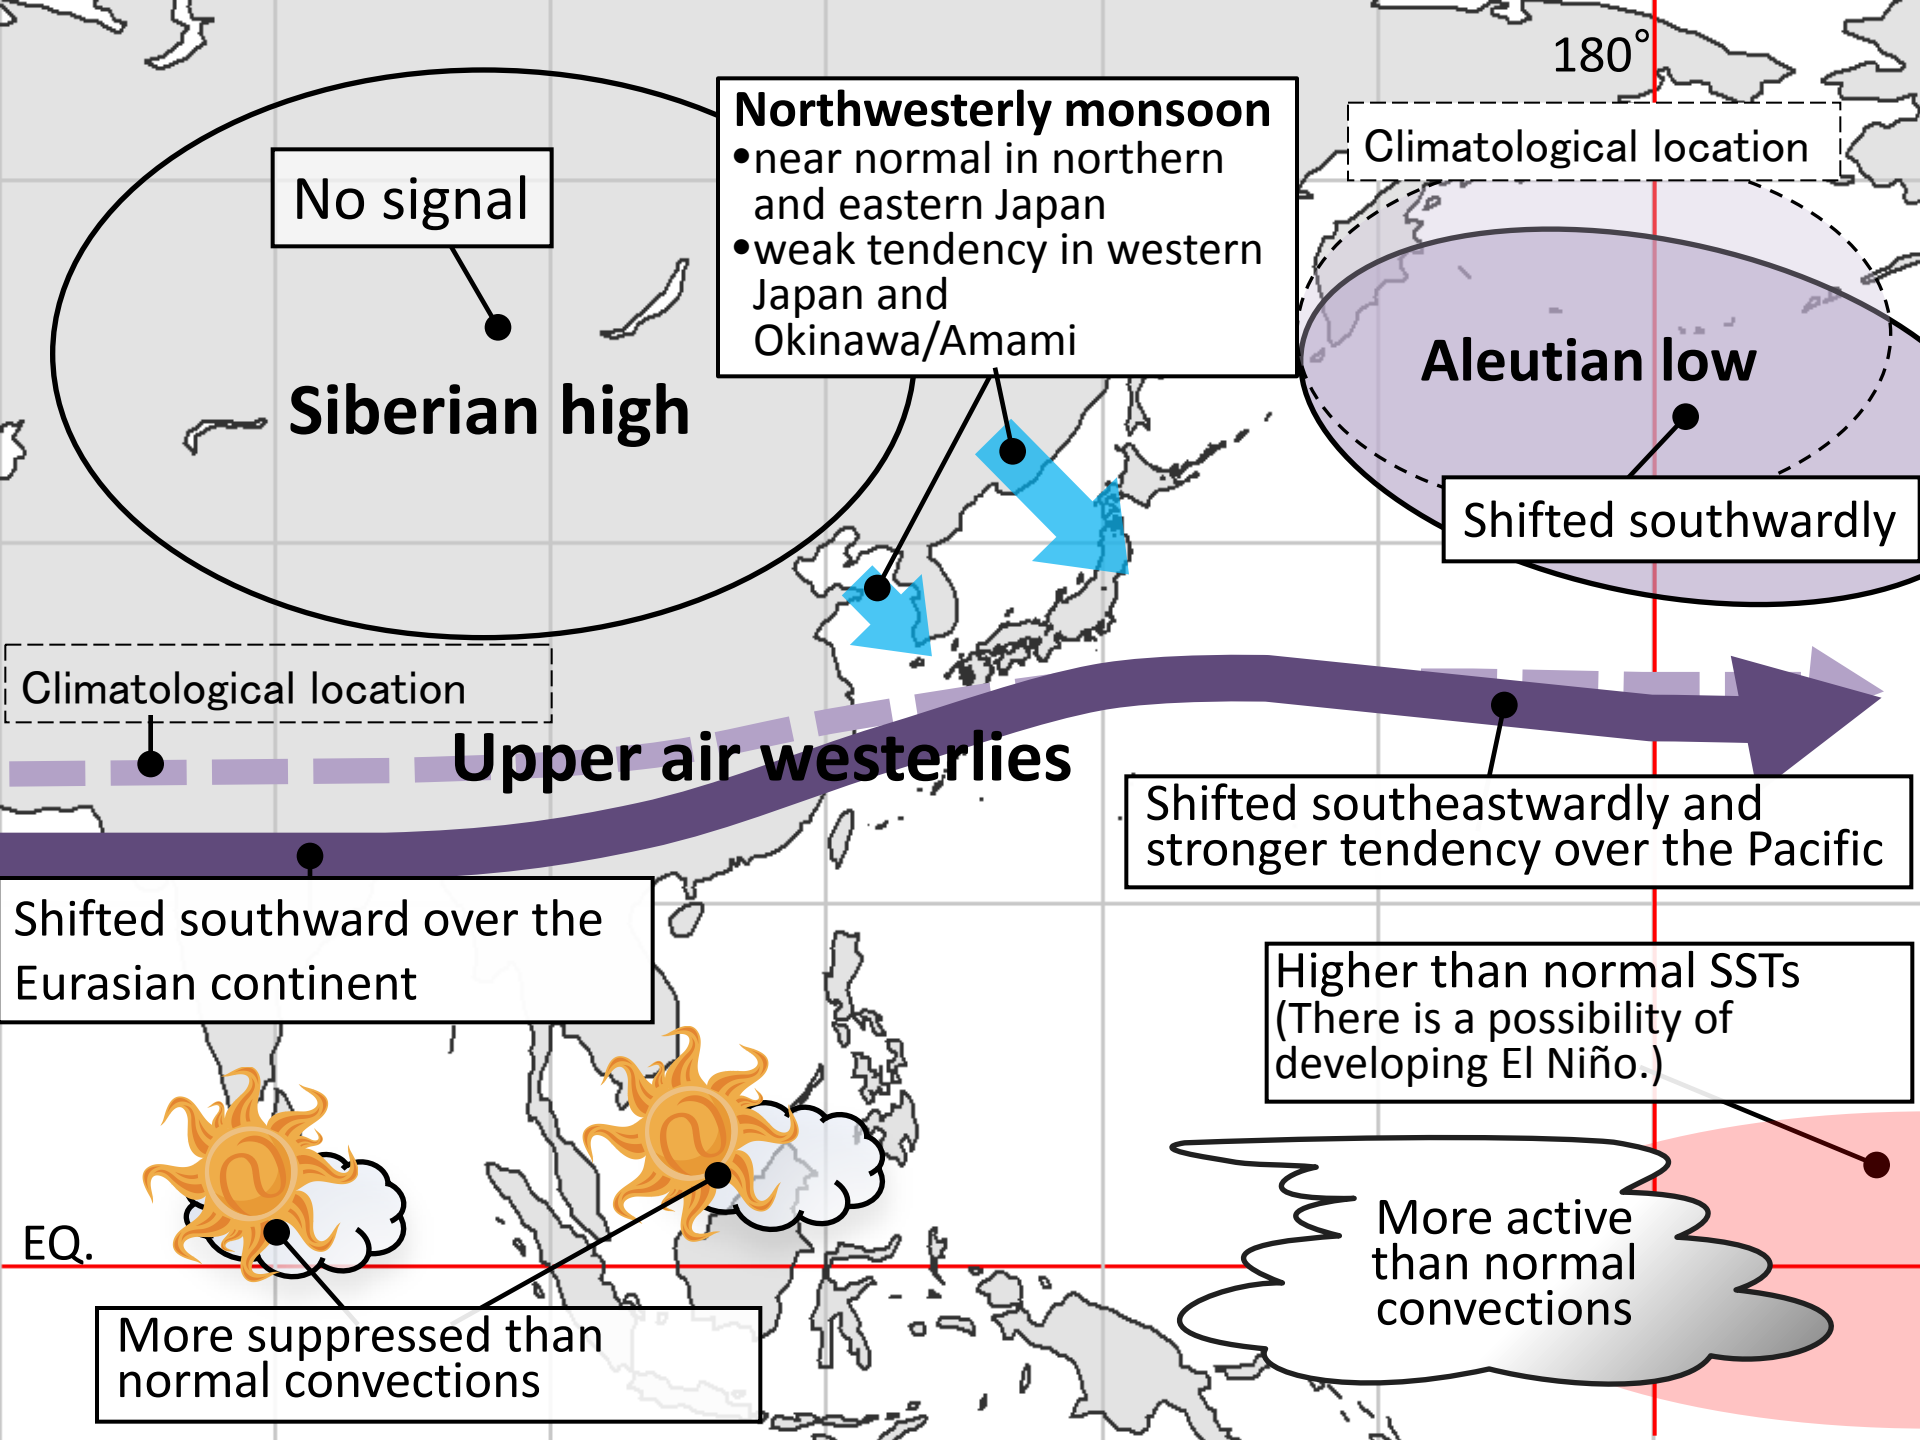 180°
Climatological location
Northwesterly monsoon
•near normal in northern
and eastern Japan
•weak tendency in western
Japan and
Okinawa/Amami
No signal
Siberian high
Aleutian low
Shifted southwardly
Climatological location
Upper air westerlies
Shifted southeastwardly and
stronger tendency over the Pacific
Shifted southward over the
Eurasian continent
Higher than normal SSTs
(There is a possibility of
developing El Niño.)
More active
than normal
convections
EQ.
More suppressed than
normal convections